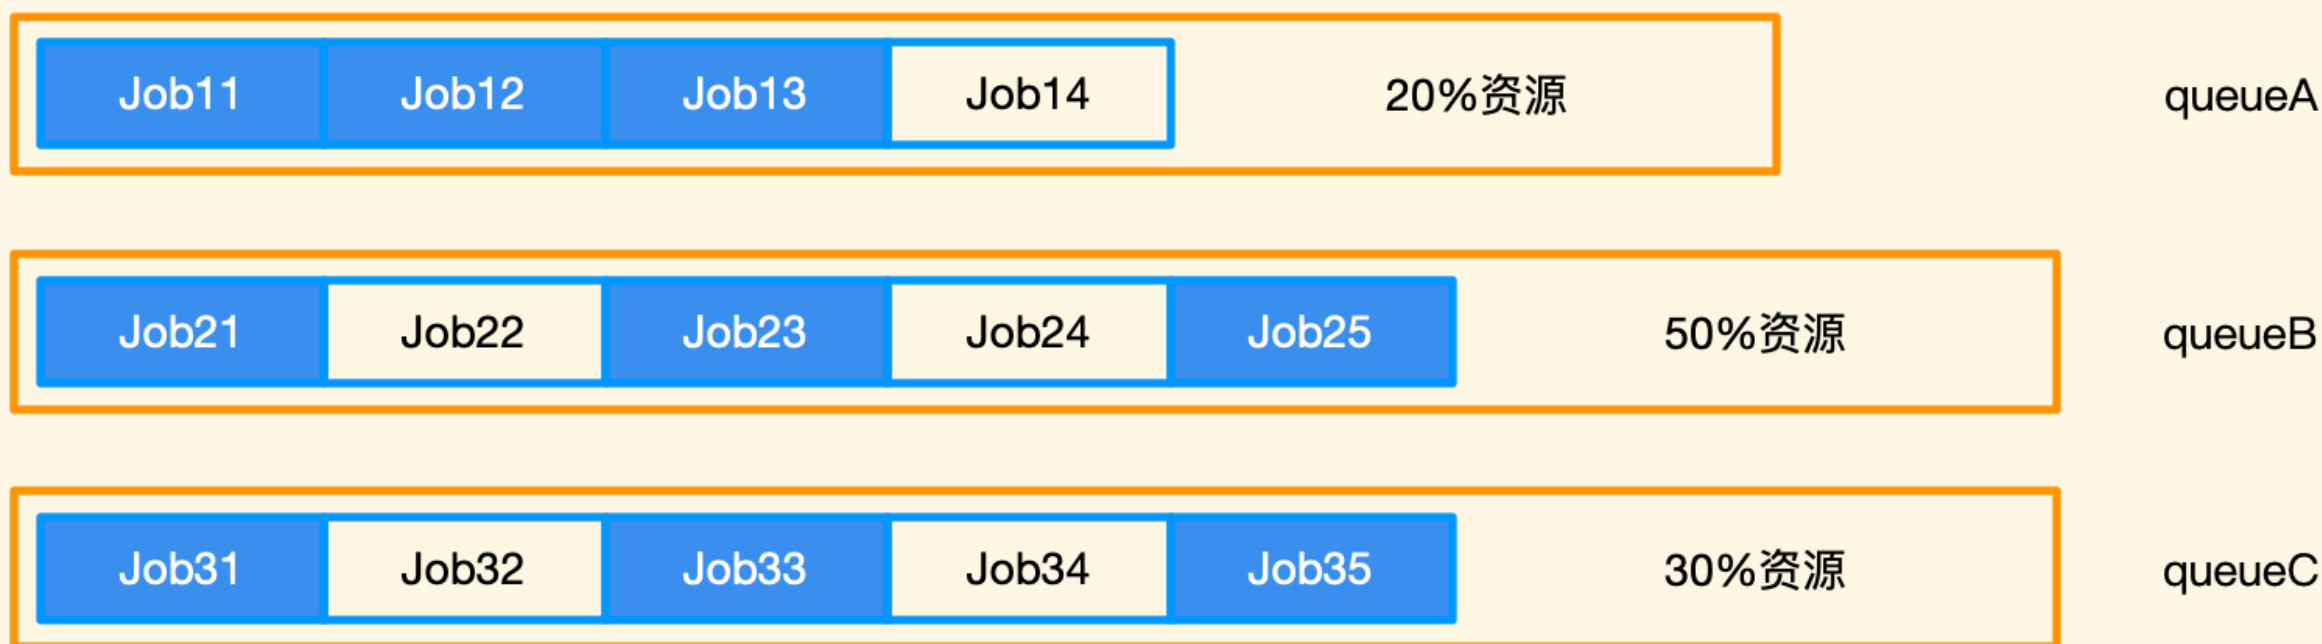 Job11 Job12 Job13 Job14 20%资源 queueA
Job21 Job22 Job23 Job24 Job25 50%资源 queueB
Job31 Job32 Job33 Job34 Job35 30%资源 queueC